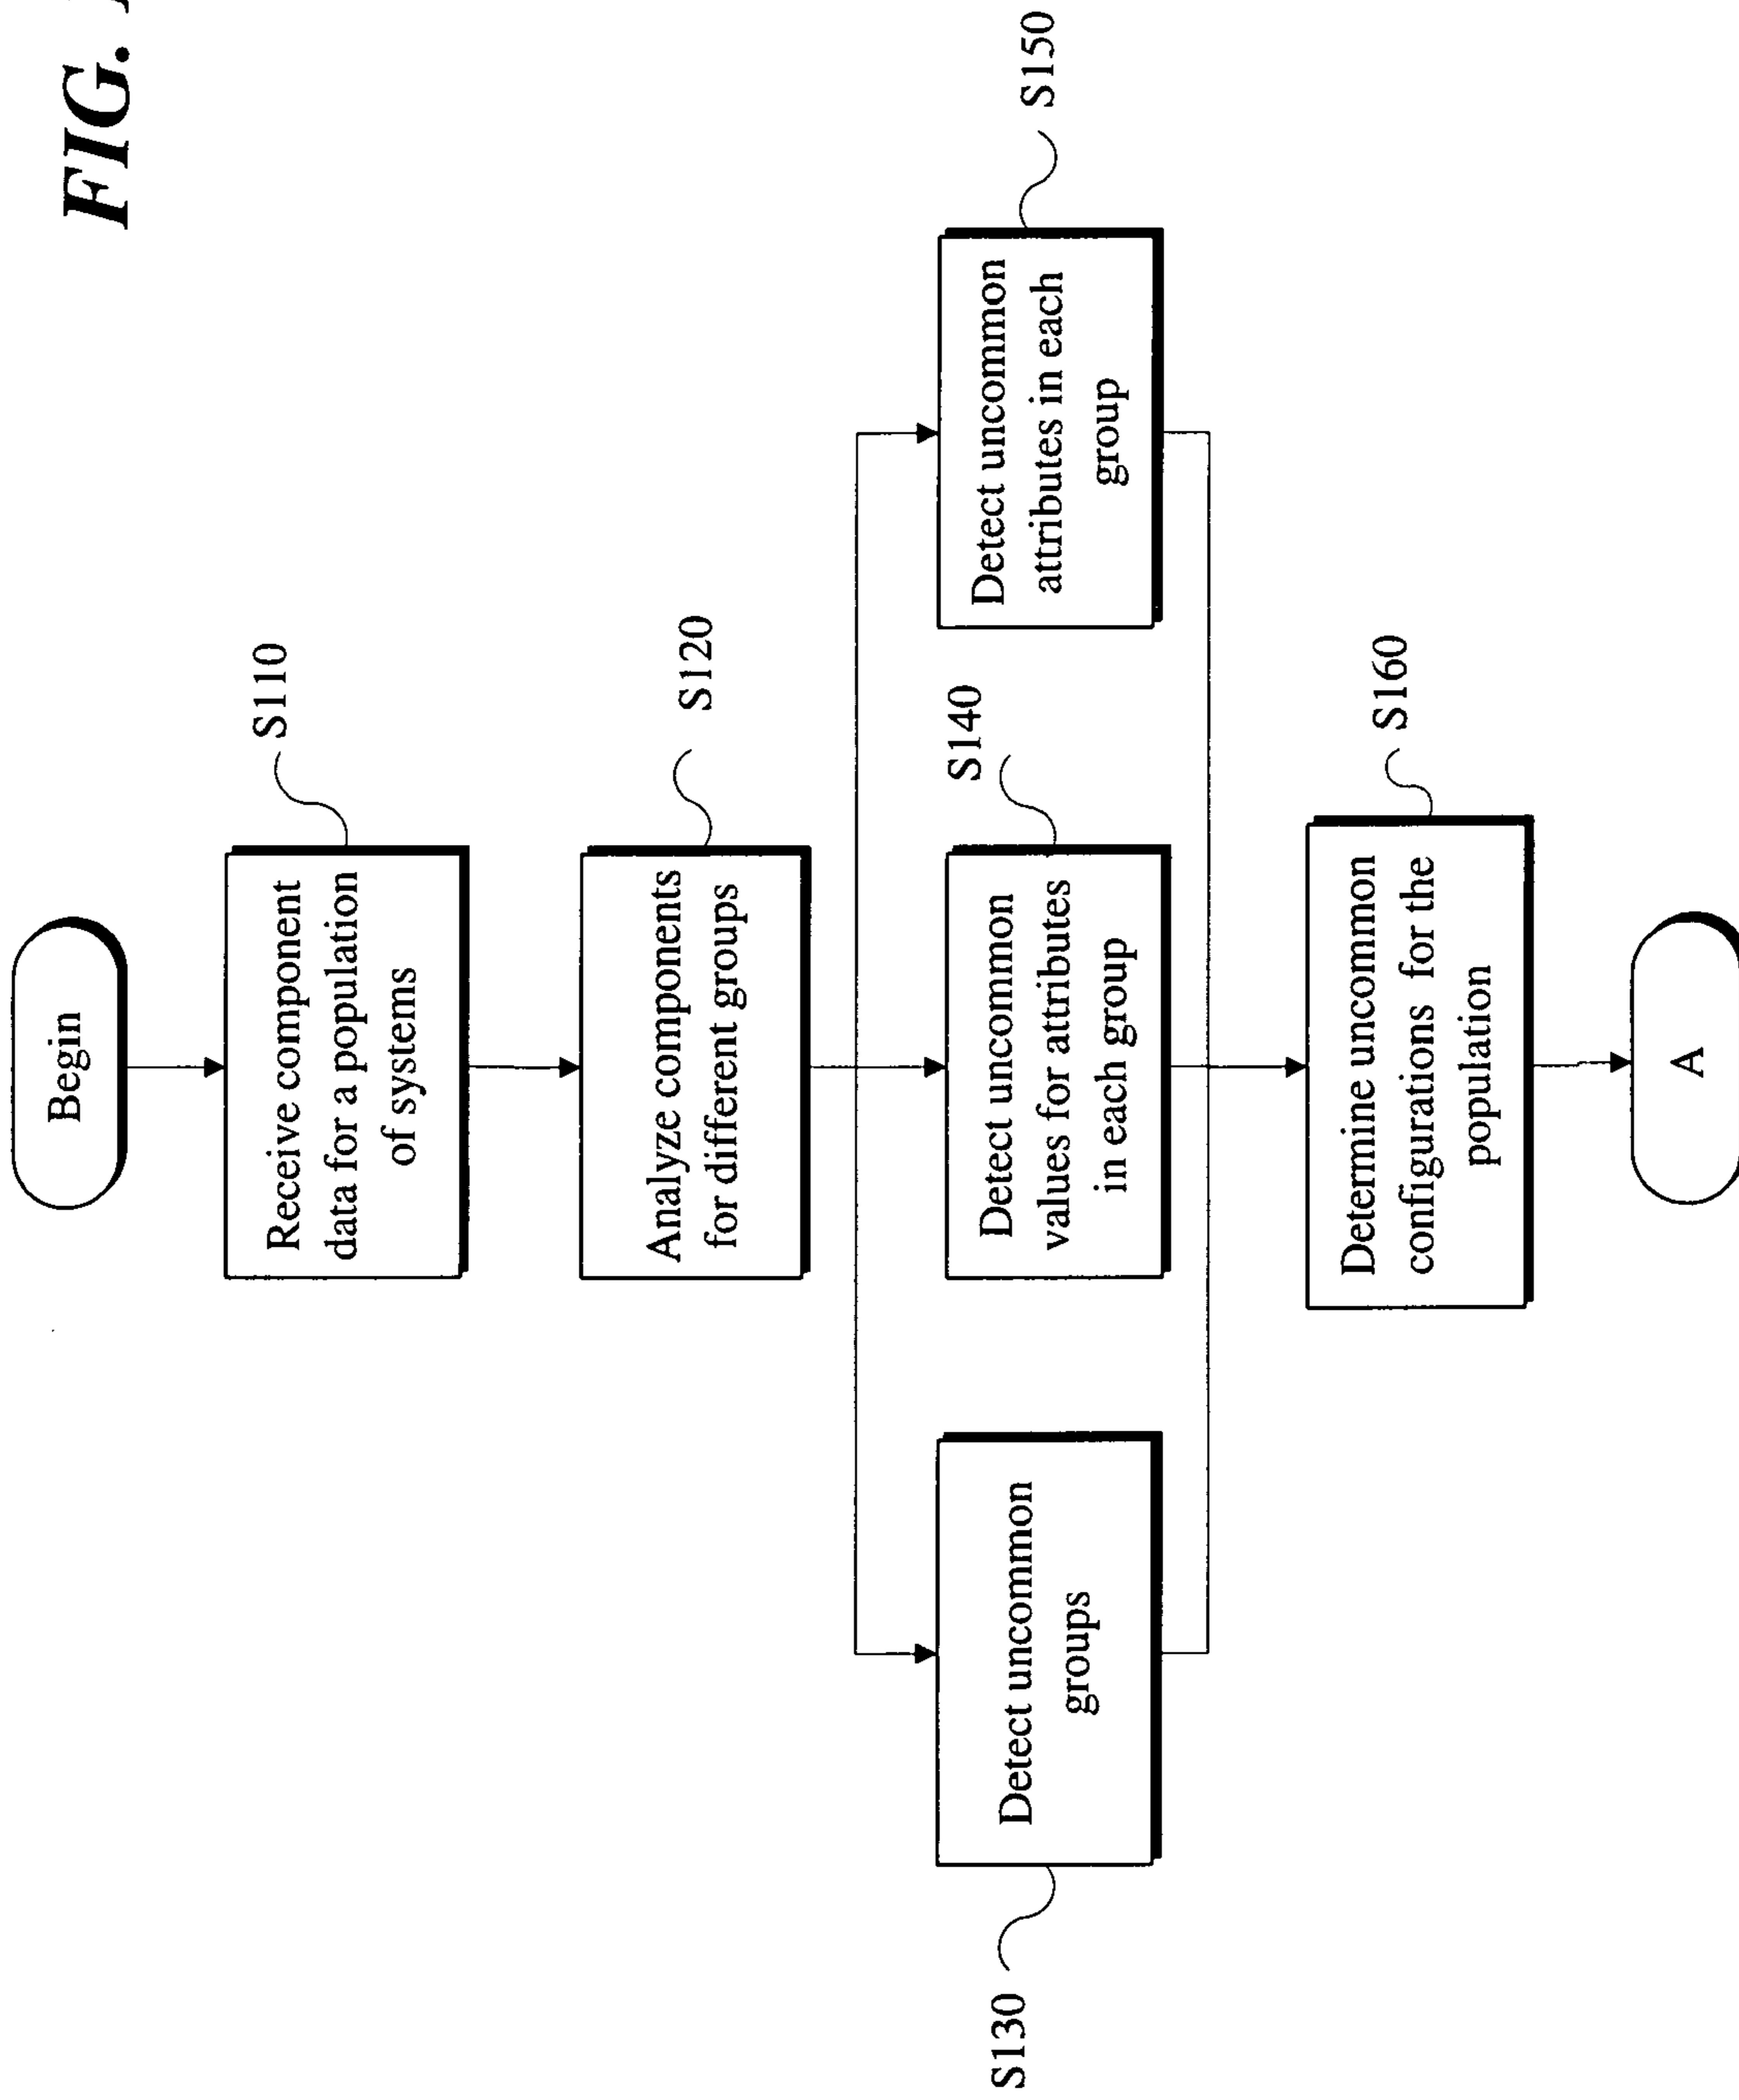 FIG.
Begin
Receive component
data for a population
of systems
S110
Analyze components
for different groups
S120
S130
Detect uncommon
groups
Detect uncommon
values for attributes
in each group
S140
Detect uncommon
attributes in each
group
S150
Determine uncommon
configurations for the
population
S160
A